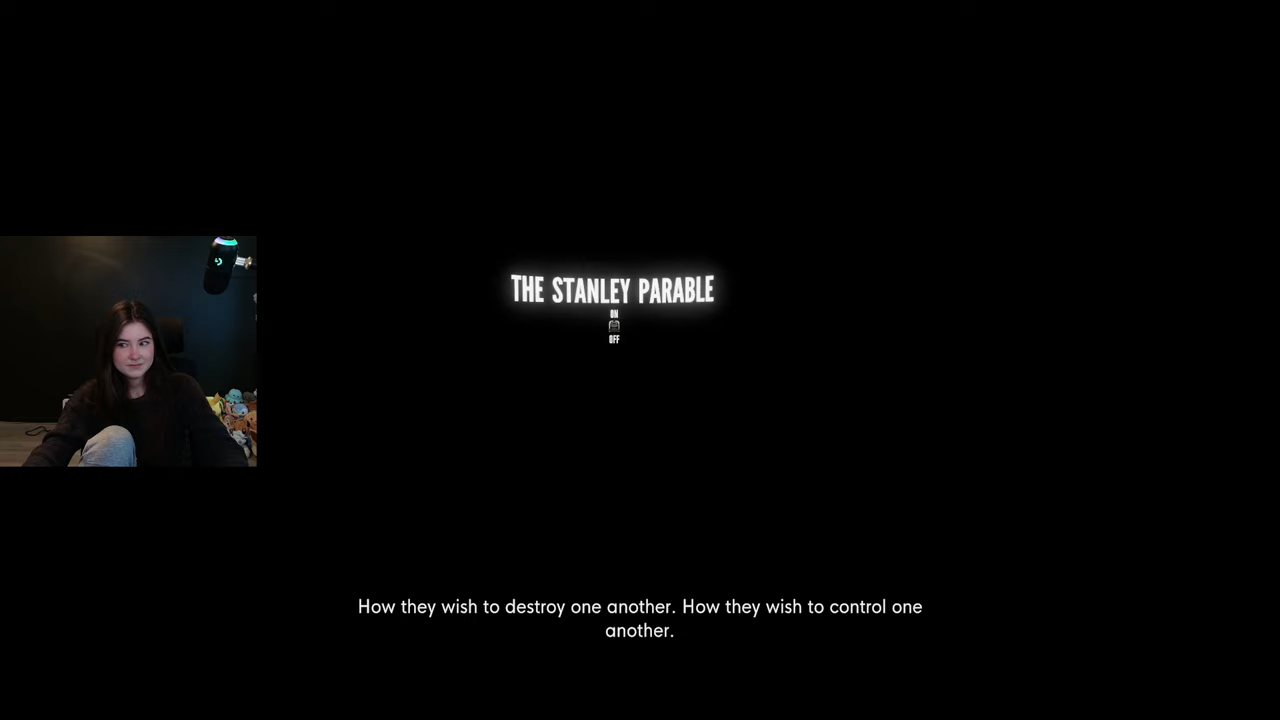 THE STANLEY PARABLE
ON
OFF
How they wish to destroy one another. How they wish to control one
another.